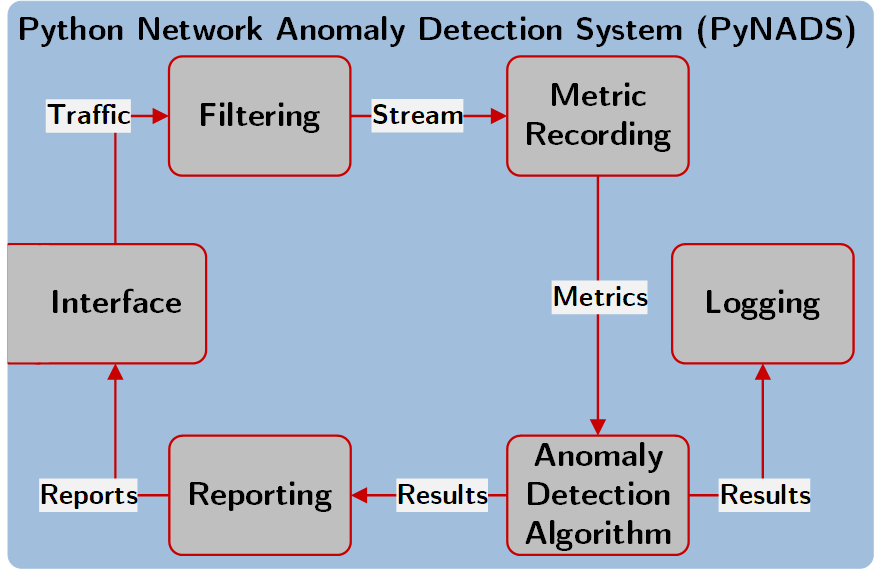 Python Network Anomaly Detection System (PyNADS)
Traffic
Filtering
Stream
Metric
Recording
Interface
Metrics
Logging
Reports
Reporting
Results
Anomaly
Detection
Algorithm
Results